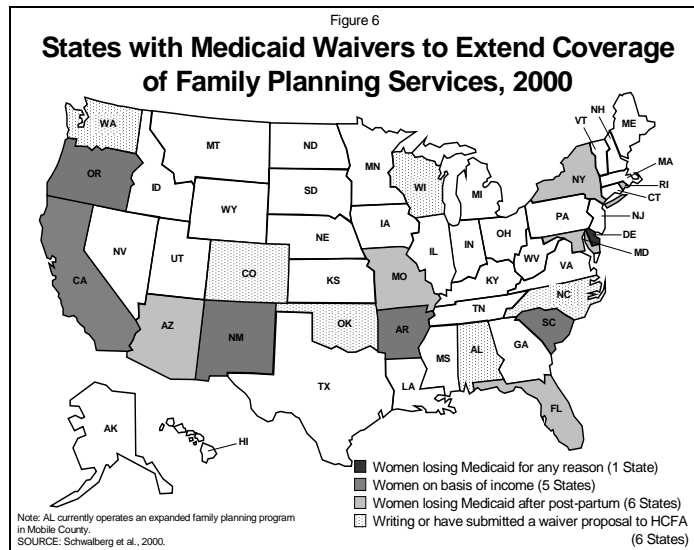 Figure 6
States with Medicaid Waivers to Extend Coverage
of Family Planning Services, 2000
WA
MT
ND
MN
VT
NH
ME
OR
ID
SD
WI
MI
NY
MA
RI
CT
WY
IA
PA
NJ
NV
NE
IL
IN
OH
DE
MD
UT
CO
WV
VA
CA
KS
MO
KY
NC
TN
AZ
NM
OK
AR
SC
MS
AL
GA
TX
LA
FL
AK
HI
Women losing Medicaid for any reason (1 State)
Women on basis of income (5 States)
Women losing Medicaid after post-partum (6 States)
Writing or have submitted a waiver proposal to HCFA
(6 States)
Note: AL currently operates an expanded family planning program
in Mobile County.
SOURCE: Schwalberg et al., 2000.